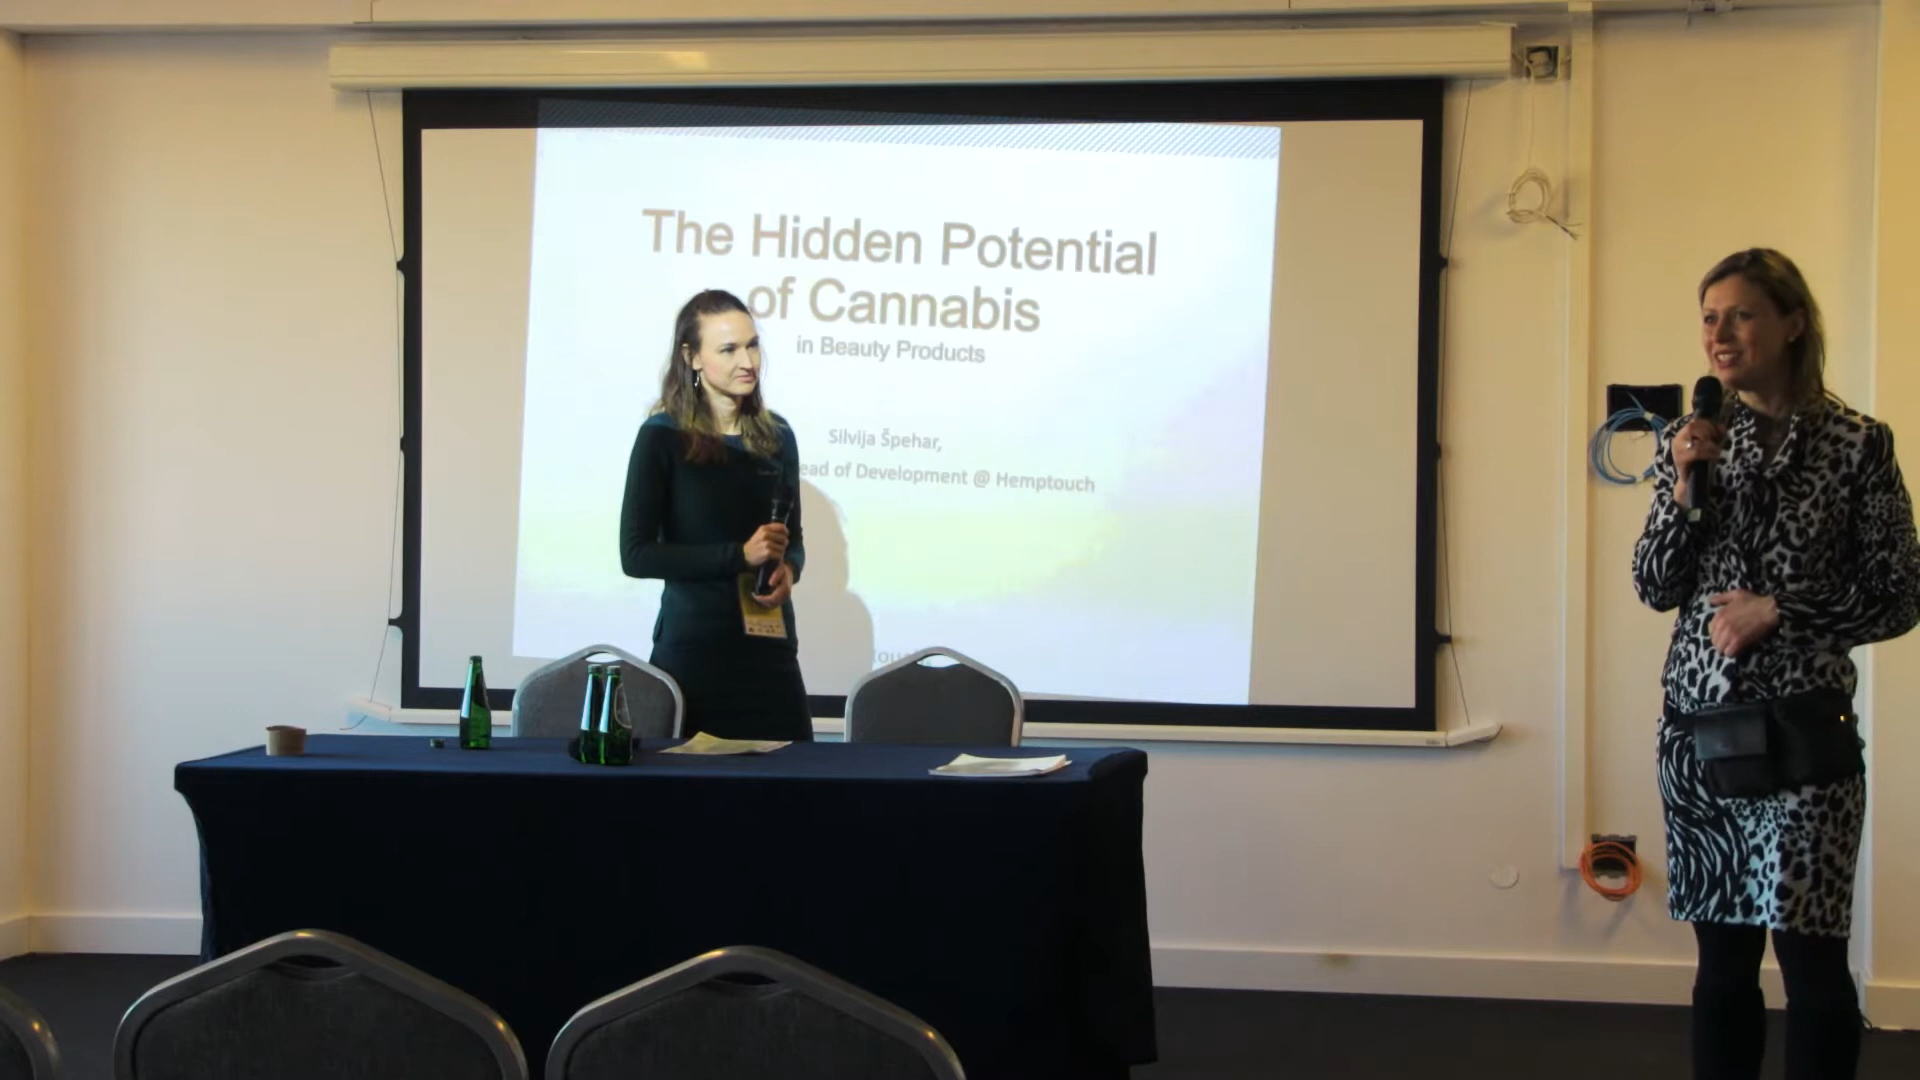 The Hidden Potential
of Cannabis
in Beauty Products
Silvija Špehar,
ead of Development @ Hemptouch